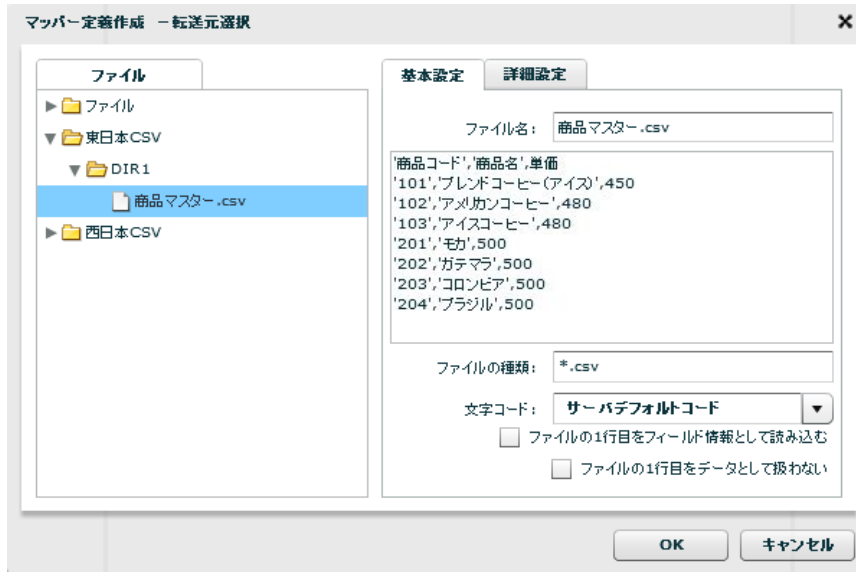 マッパー定義作成 －転送元選択
ファイル
ファイル
東日本CSV
DIR1
商品マスター.csv
西日本CSV
基本設定
詳細設定
ファイル名：
商品マスター.csv
'商品コード','商品名',単価
'101','ブレンドコーヒー(アイス)',450
'102','アメリカンコーヒー',480
'103','アイスコーヒー',480
'201','モカ',500
'202','ガテマラ',500
'203','コロンビア',500
'204','ブラジル',500
ファイルの種類：
*.csv
文字コード：
サーバデフォルトコード
ファイルの1行目をフィールド情報として読み込む
ファイルの1行目をデータとして扱わない
OK
キャンセル